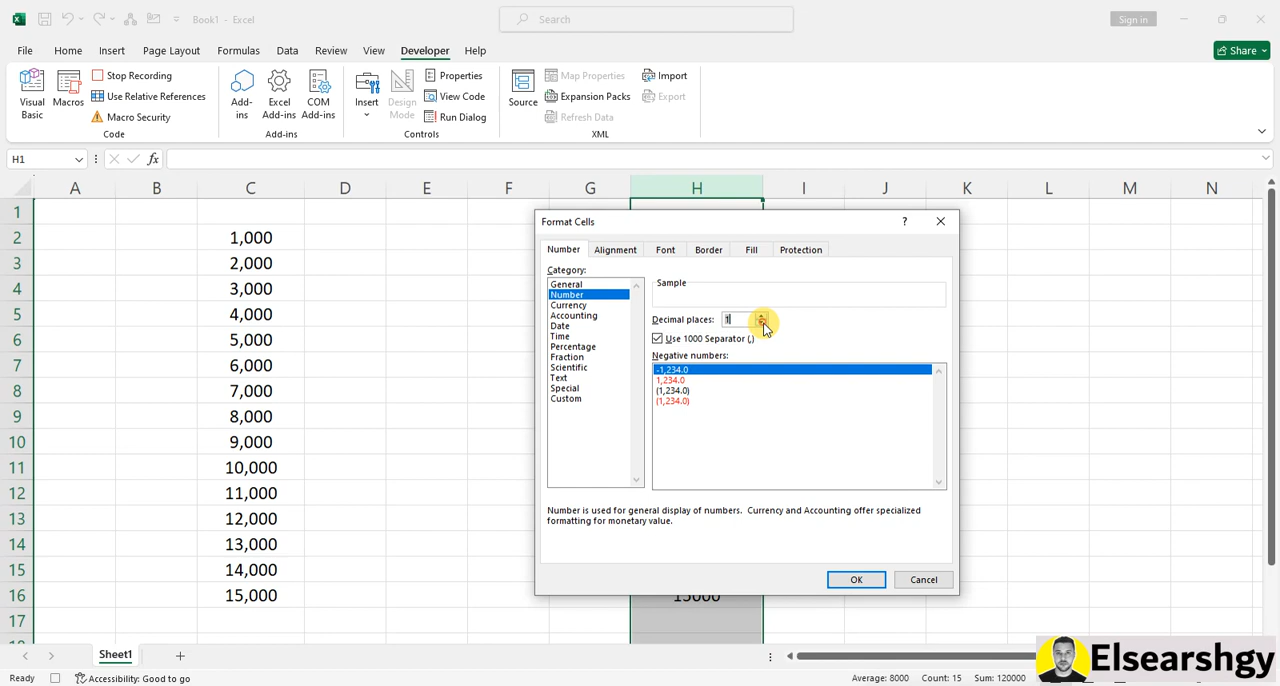 Book1 - Excel
Search
Sign in
File Home Insert Page Layout Formulas Data Review View Developer Help
Share
Visual Basic
Macros
Stop Recording
Use Relative References
Macro Security
Code
Add-ins
Excel Add-ins
COM Add-ins
Add-ins
Insert
Design Mode
Properties
View Code
Run Dialog
Controls
Source
Map Properties
Expansion Packs
Refresh Data
Import
Export
XML
H1
fx
A B C D E F G H I J K L M N
1
2 1,000
3 2,000
4 3,000
5 4,000
6 5,000
7 6,000
8 7,000
9 8,000
10 9,000
11 10,000
12 11,000
13 12,000
14 13,000
15 14,000
16 15,000 15000
17
Format Cells
?
Number Alignment Font Border Fill Protection
Category:
General
Number
Currency
Accounting
Date
Time
Percentage
Fraction
Scientific
Text
Special
Custom
Sample
Decimal places: 1
Use 1000 Separator (,)
Negative numbers:
-1,234.0
1,234.0
(1,234.0)
(1,234.0)
Number is used for general display of numbers. Currency and Accounting offer specialized
formatting for monetary value.
OK Cancel
Sheet1
Ready
Accessibility: Good to go
Average: 8000 Count: 15 Sum: 120000
Elsearshgy